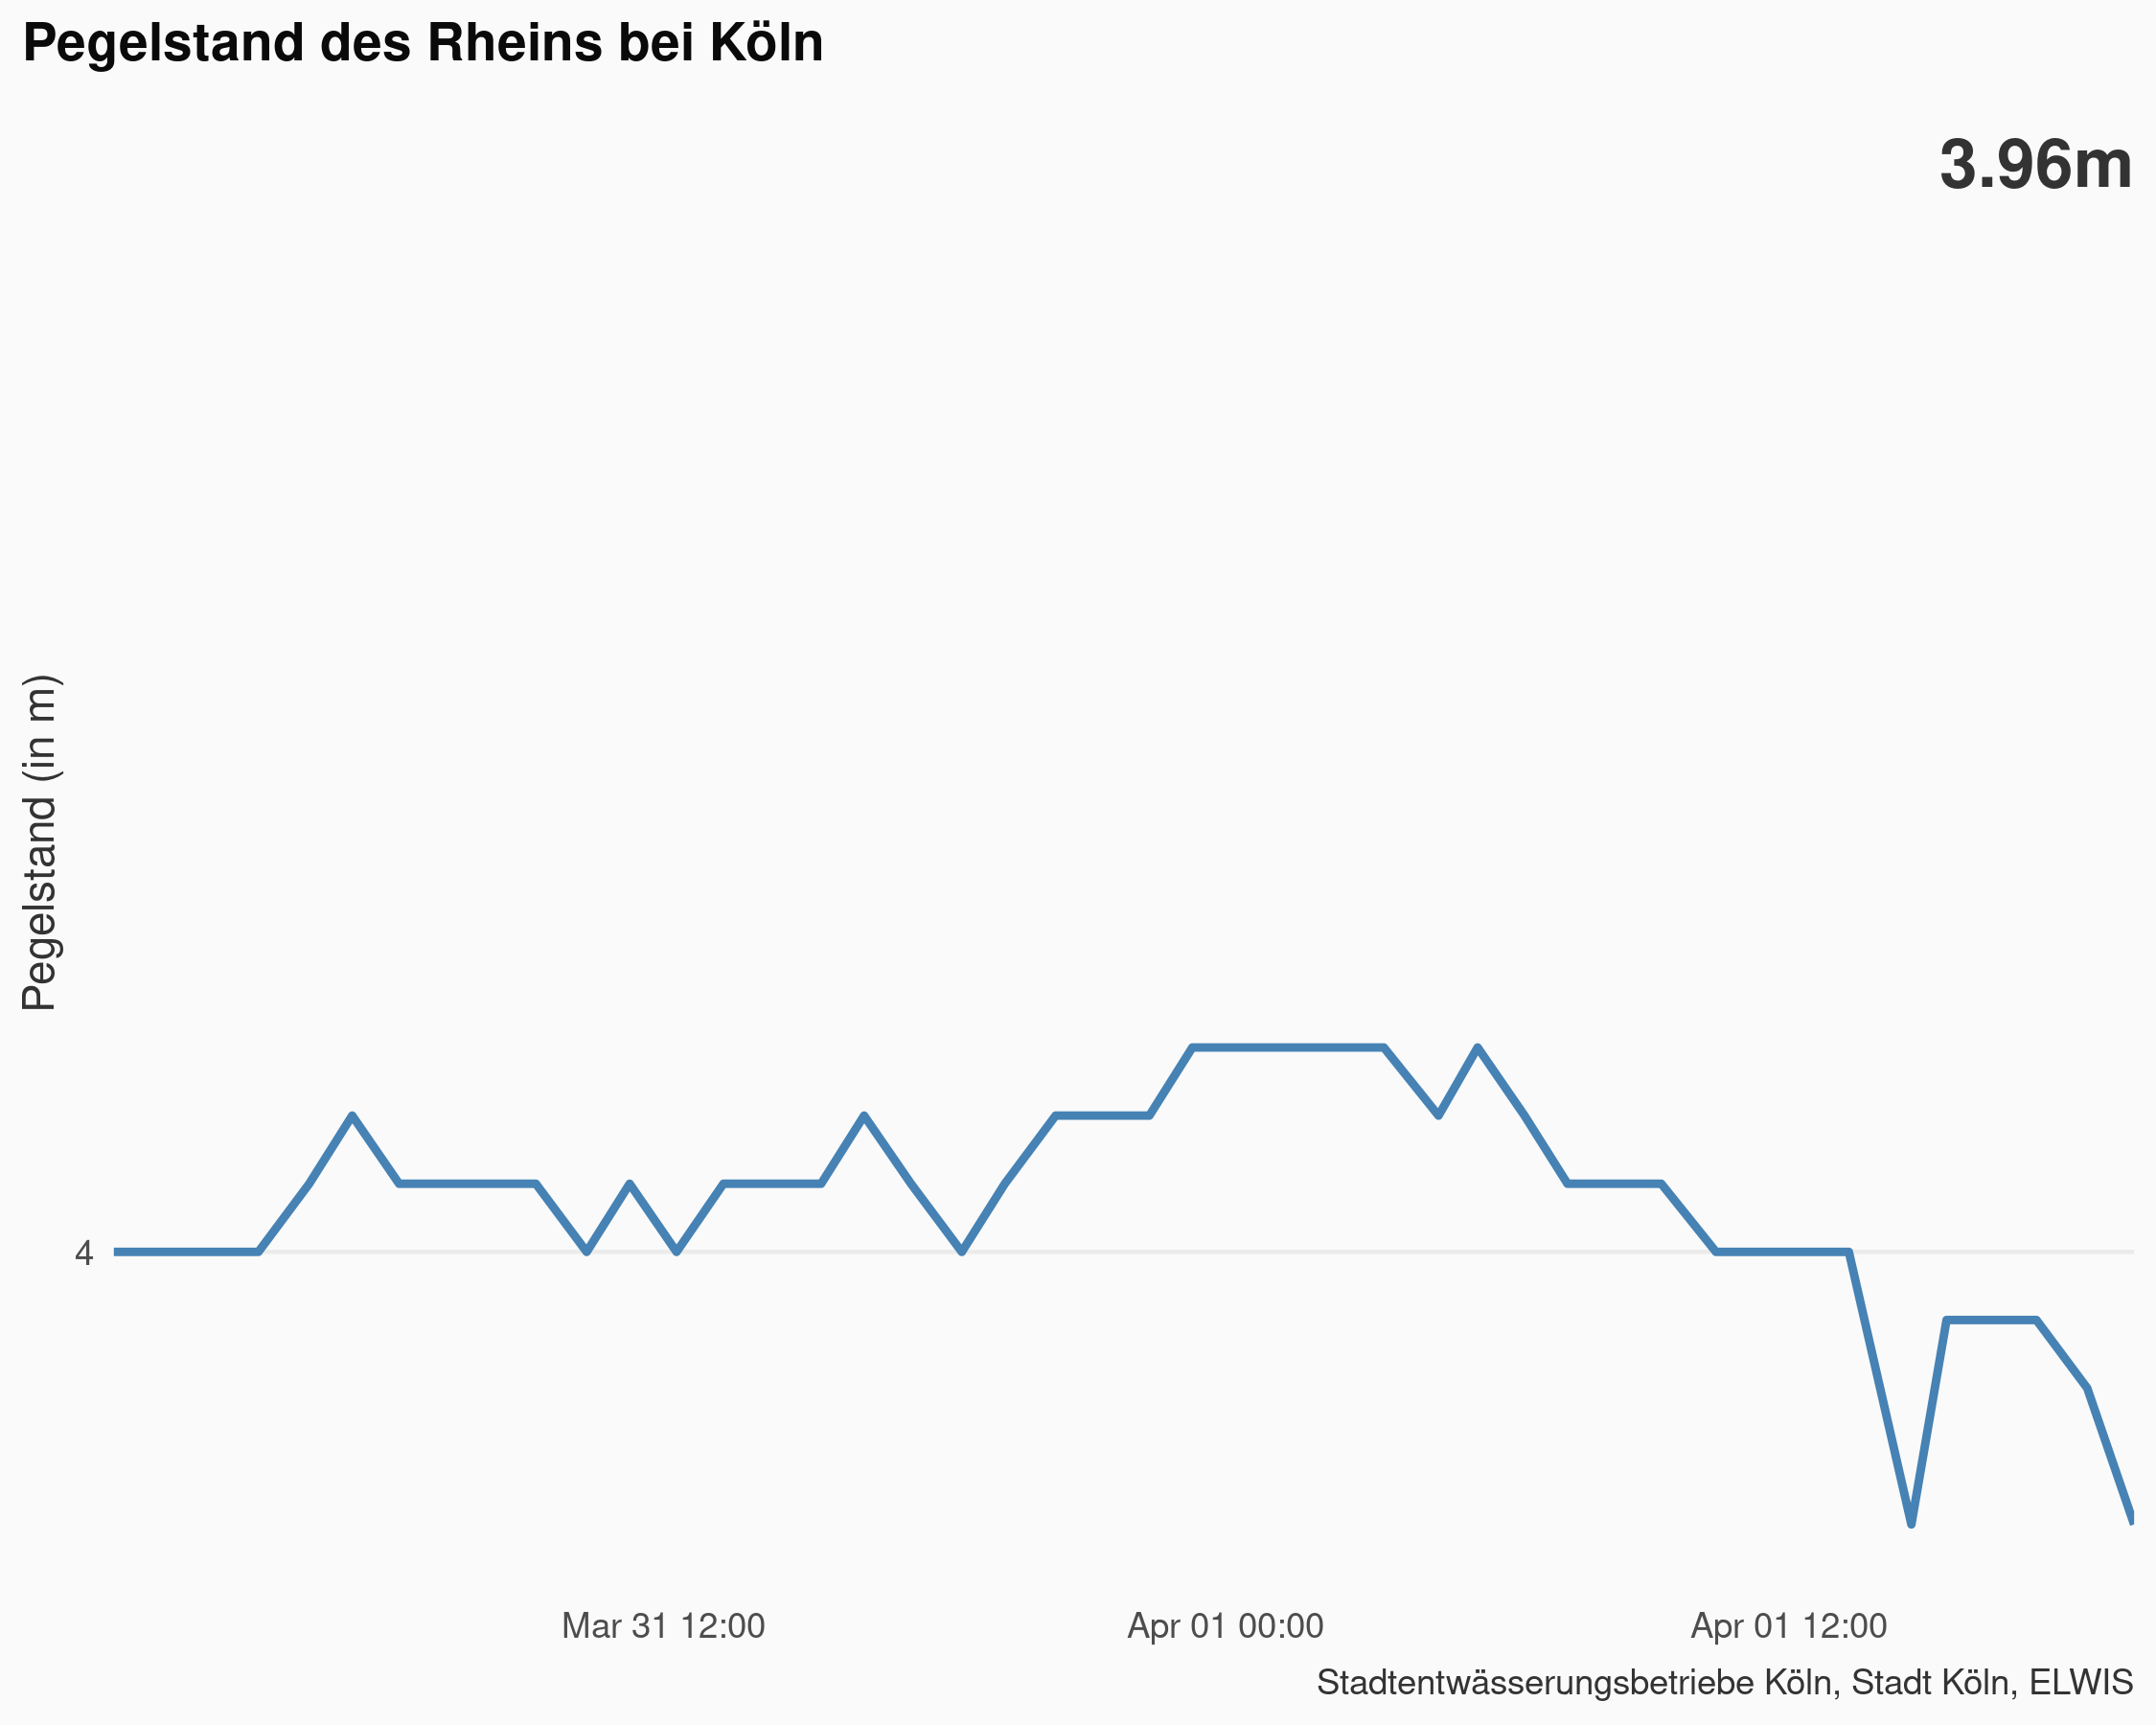 Pegelstand des Rheins bei Köln
3.96m
Pegelstand (in m)
4
Mar 31 12:00
Apr 01 00:00
Apr 01 12:00
Stadtentwässerungsbetriebe Köln, Stadt Köln, ELWIS